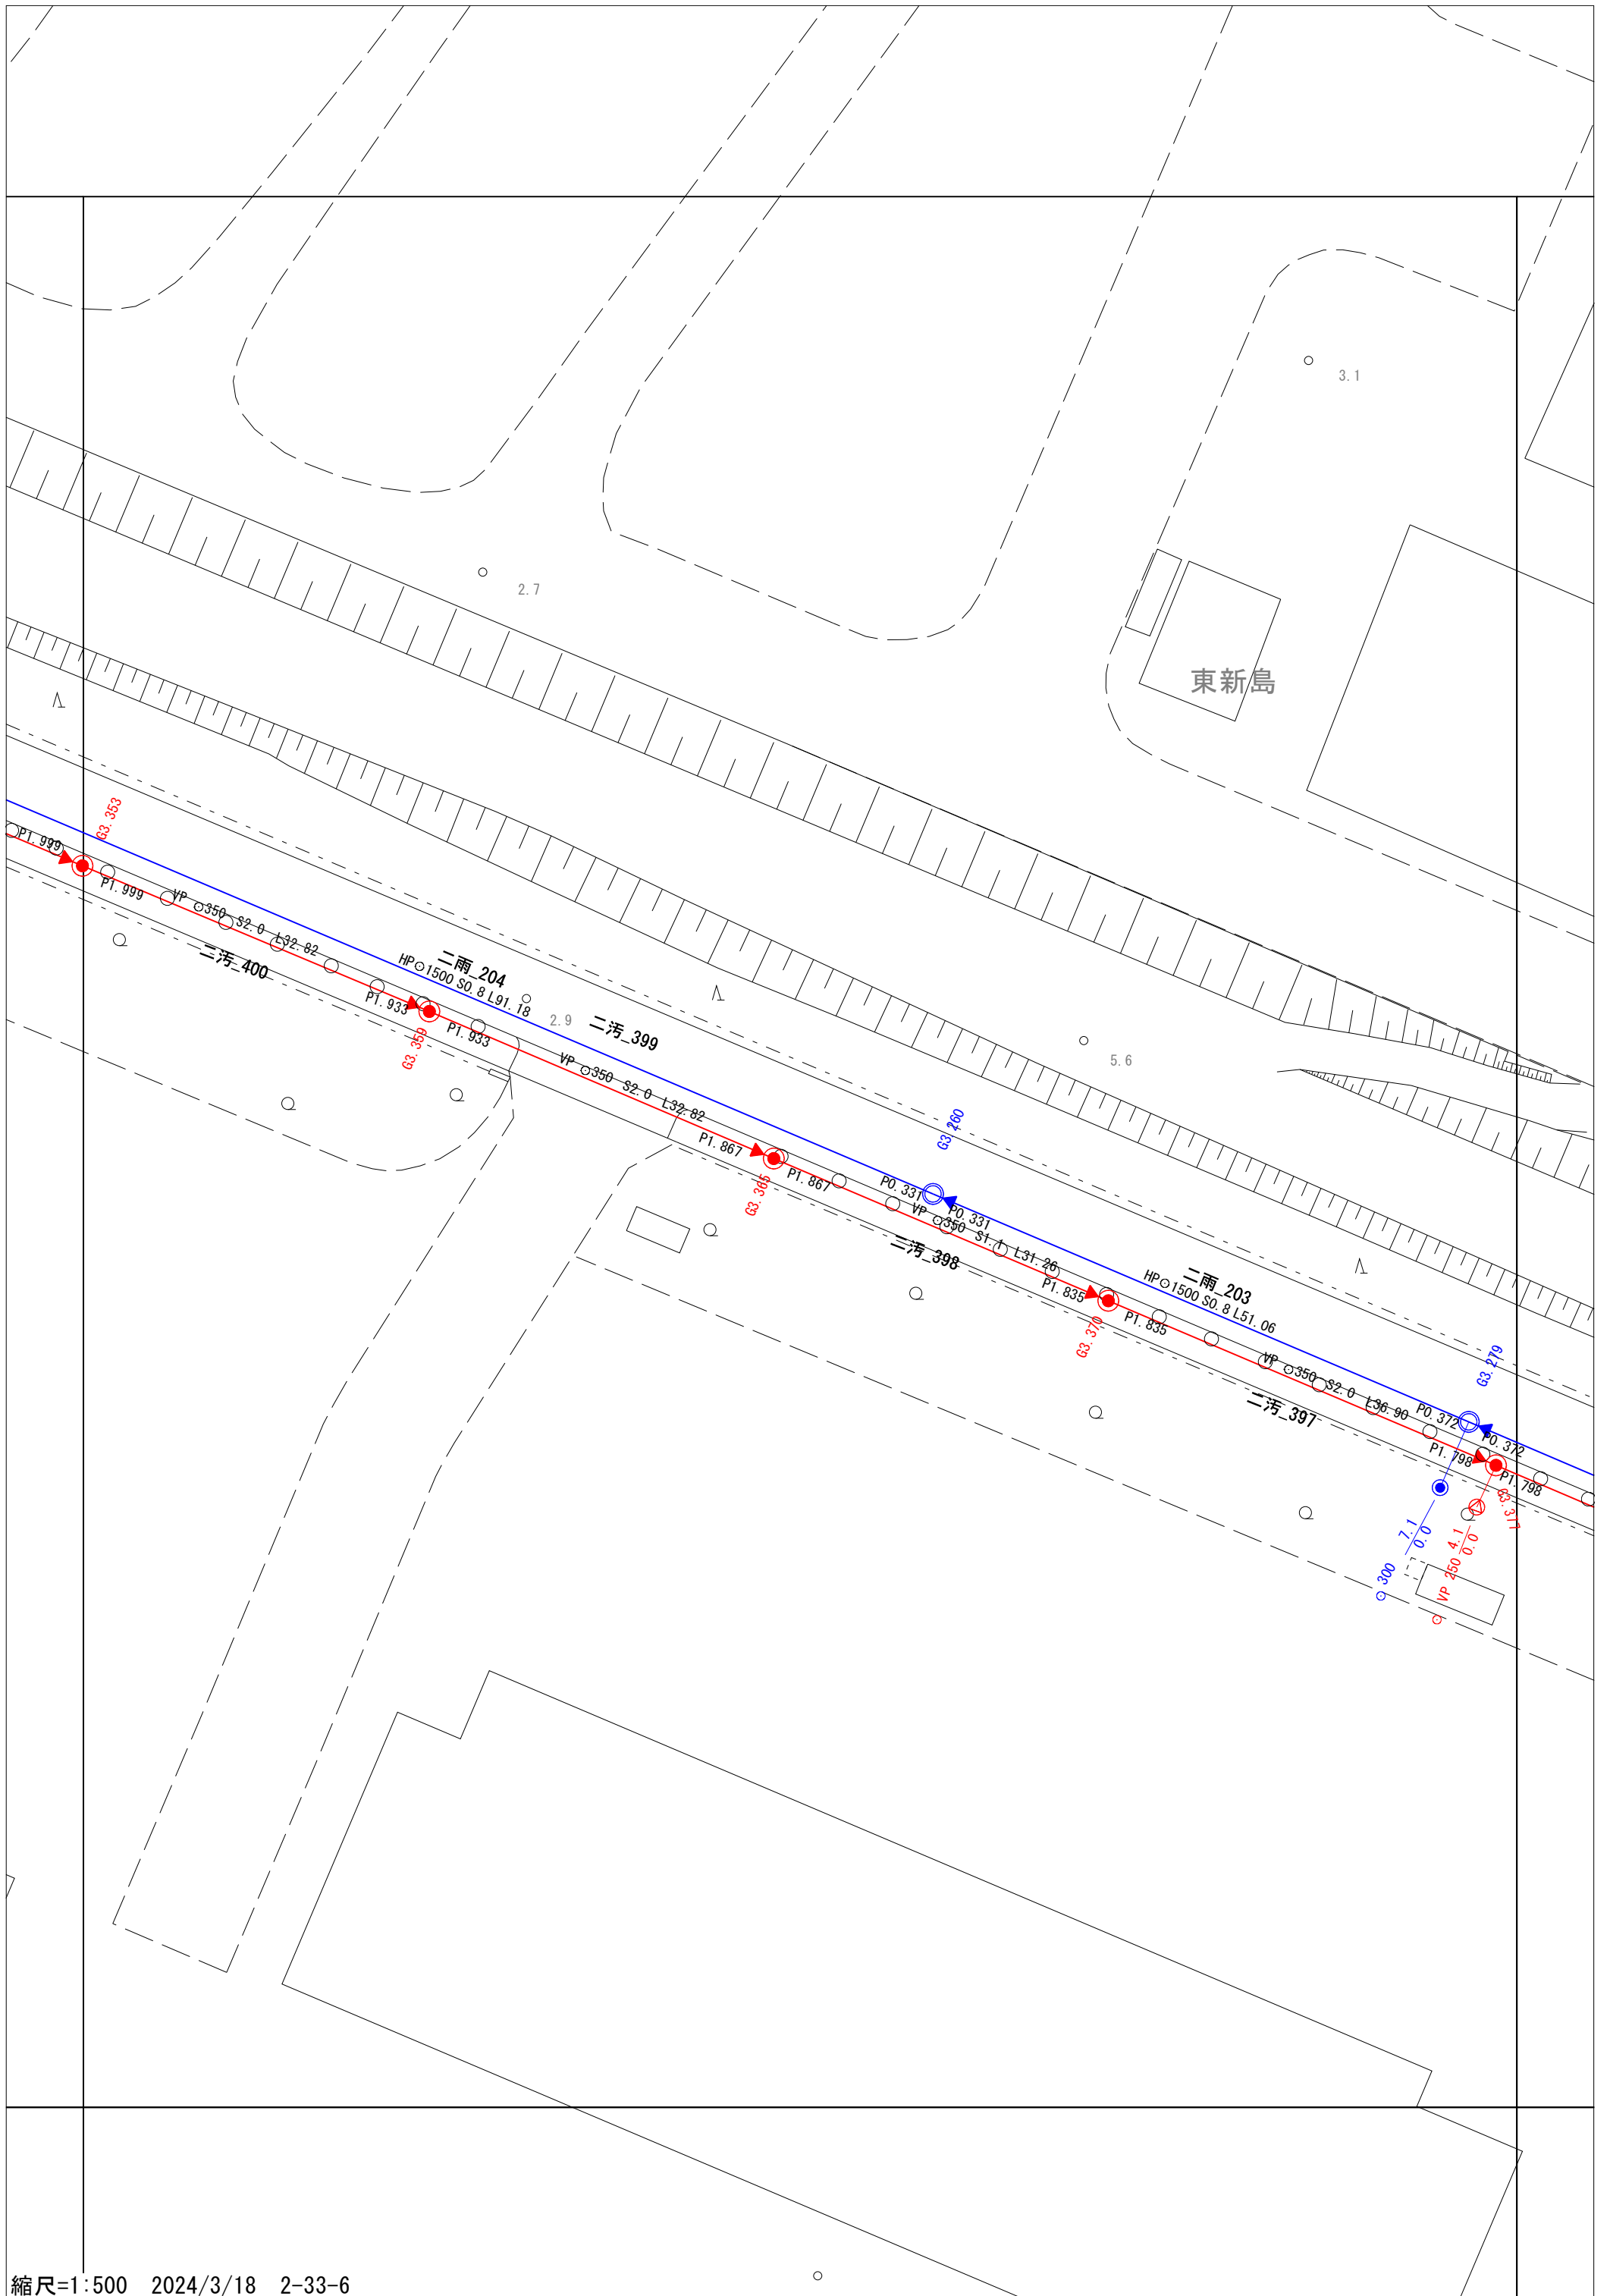 3.1
2.7
東新島
G3.353
P1.999
P1.999
VP ⊙350 S2.0 L32.82
二汚_400
二雨_204
HP⊙1500 S0.8 L91.18
P1.933
G3.359
P1.933
2.9
二汚_399
VP ⊙350 S2.0 L32.82
5.6
G3.260
P1.867
G3.365
P1.867
P0.331
P0.331
VP ⊙350 S1.1 L31.26
二汚_398
二雨_203
HP⊙1500 S0.8 L51.06
P1.835
G3.370
P1.835
G3.279
VP ⊙350 S2.0 L36.90
二汚_397
P0.372
P0.372
P1.798
P1.798
G3.377
7.1
0.0
⊙ 300
4.1
0.0
⊙ VP 250
縮尺=1:500 2024/3/18 2-33-6